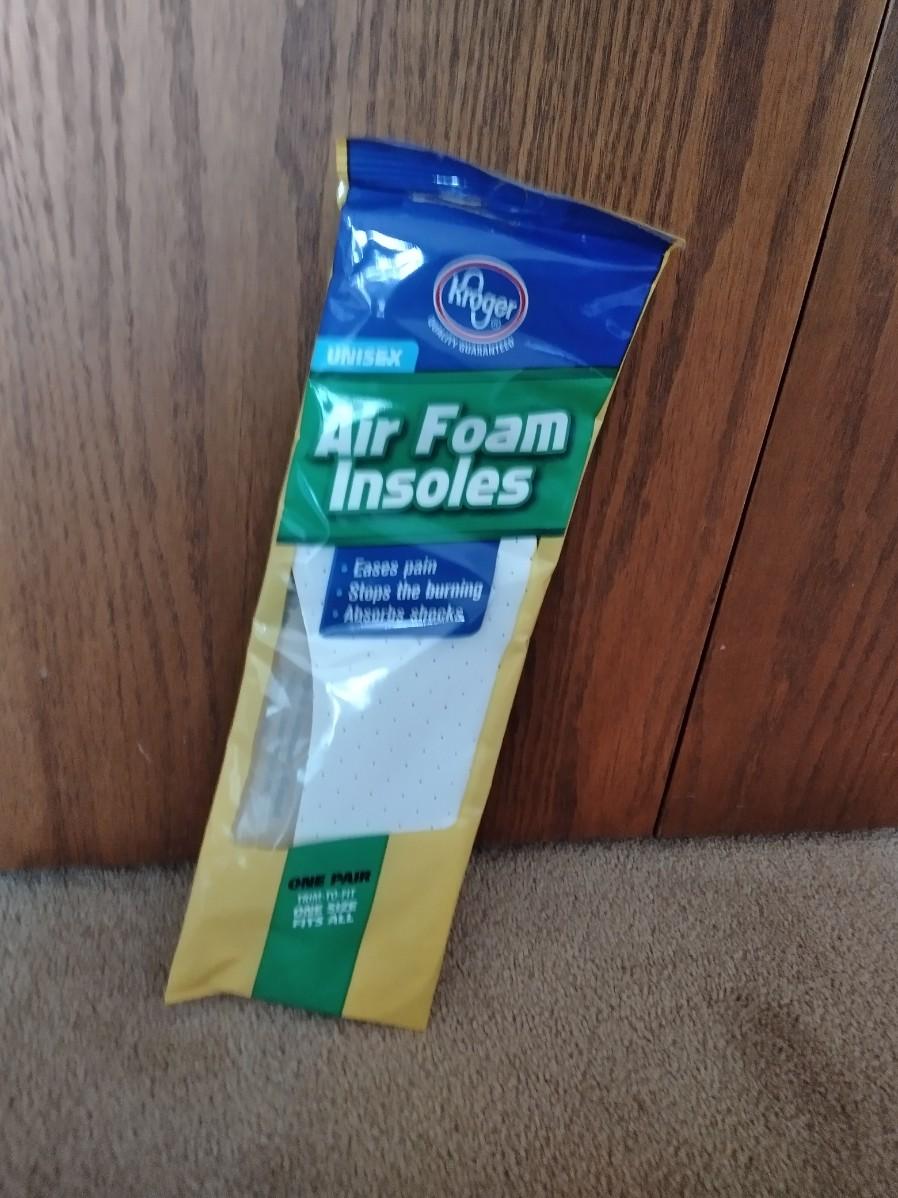 Kroger®
QUALITY GUARANTEED
UNISEX
Air Foam
Insoles
• Eases pain
• Stops the burning
• Absorbs shocks
ONE PAIR
TRIM-TO-FIT
ONE SIZE
FITS ALL